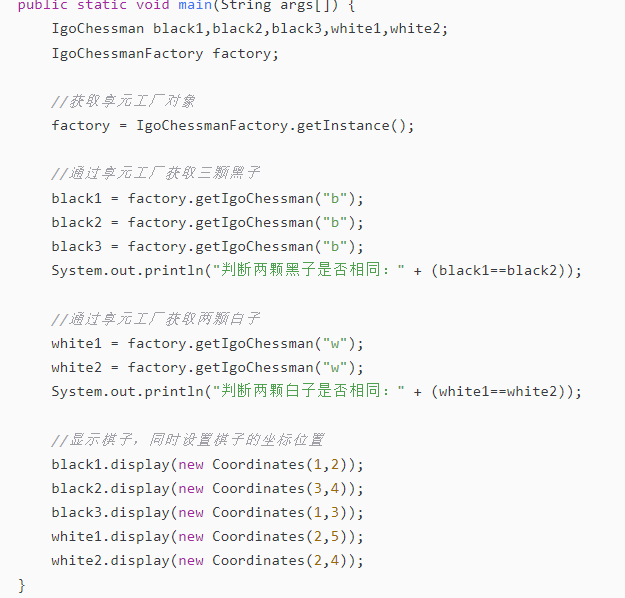 public static void main(String args[]) {
IgoChessman black1,black2,black3,white1,white2;
IgoChessmanFactory factory;
//获取享元工厂对象
factory = IgoChessmanFactory.getInstance();
//通过享元工厂获取三颗黑子
black1 = factory.getIgoChessman("b");
black2 = factory.getIgoChessman("b");
black3 = factory.getIgoChessman("b");
System.out.println("判断两颗黑子是否相同：" + (black1==black2));
//通过享元工厂获取两颗白子
white1 = factory.getIgoChessman("w");
white2 = factory.getIgoChessman("w");
System.out.println("判断两颗白子是否相同：" + (white1==white2));
//显示棋子，同时设置棋子的坐标位置
black1.display(new Coordinates(1,2));
black2.display(new Coordinates(3,4));
black3.display(new Coordinates(1,3));
white1.display(new Coordinates(2,5));
white2.display(new Coordinates(2,4));
}